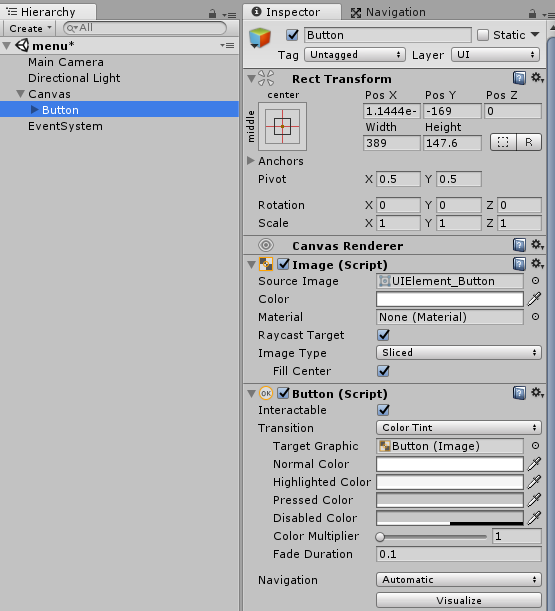 Hierarchy
Create
All
menu*
Main Camera
Directional Light
Canvas
Button
EventSystem
Inspector
Navigation
Button
Static
Tag Untagged Layer UI
Rect Transform
center
middle
Pos X Pos Y Pos Z
1.1444e- -169 0
Width Height
389 147.6 R
Anchors
Pivot X 0.5 Y 0.5
Rotation X 0 Y 0 Z 0
Scale X 1 Y 1 Z 1
Canvas Renderer
Image (Script)
Source Image UIElement_Button
Color
Material None (Material)
Raycast Target
Image Type Sliced
Fill Center
OK Button (Script)
Interactable
Transition Color Tint
Target Graphic Button (Image)
Normal Color
Highlighted Color
Pressed Color
Disabled Color
Color Multiplier 1
Fade Duration 0.1
Navigation Automatic
Visualize